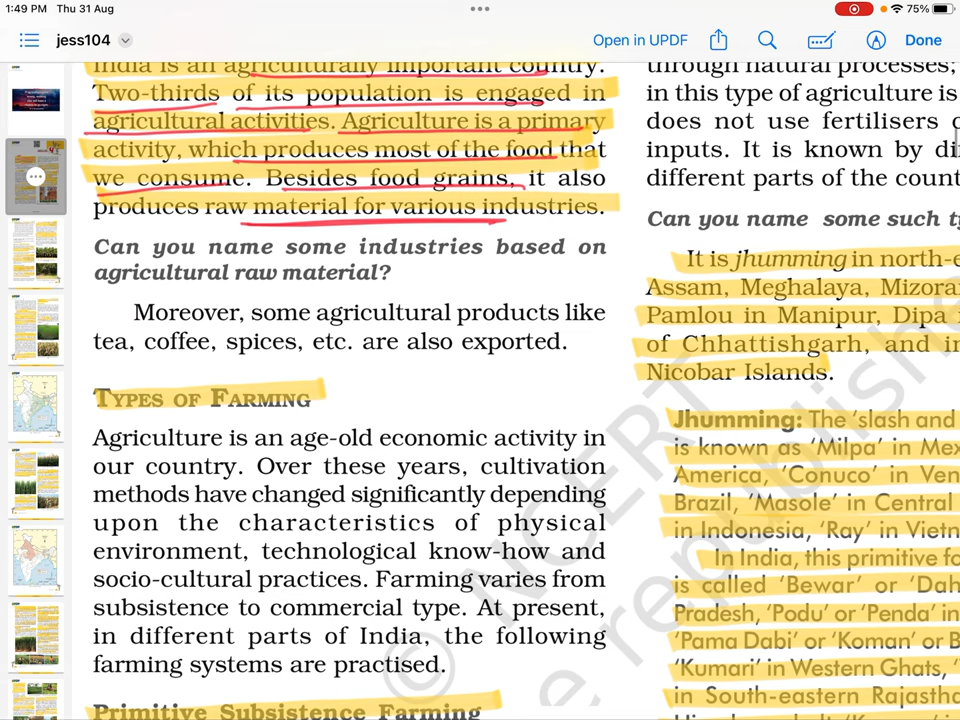 1:49 PM Thu 31 Aug
75%
jess104
Open in UPDF
Done
India is an agriculturally important country.
Two-thirds of its population is engaged in
agricultural activities. Agriculture is a primary
activity, which produces most of the food that
we consume. Besides food grains, it also
produces raw material for various industries.
Can you name some industries based on
agricultural raw material?
Moreover, some agricultural products like
tea, coffee, spices, etc. are also exported.
TYPES OF FARMING
Agriculture is an age-old economic activity in
our country. Over these years, cultivation
methods have changed significantly depending
upon the characteristics of physical
environment, technological know-how and
socio-cultural practices. Farming varies from
subsistence to commercial type. At present,
in different parts of India, the following
farming systems are practised.
Primitive Subsistence Farming
through natural processes;
in this type of agriculture is
does not use fertilisers
inputs. It is known by
different parts of the
Can you name some such
It is jhumming in
Assam, Meghalaya,
Pamlou in Manipur, Dipa
of Chhattishgarh, and
Nicobar Islands.
Jhumming: The 'slash and
is known as 'Milpa' in
America, 'Conuco' in
Brazil, 'Masole' in Central
in Indonesia, 'Ray' in
In India, this primitive
is called 'Bewar' or
Pradesh, 'Podu' or 'Penda' in
'Pama Dabi' or 'Koman' or
'Kumari' in Western Ghats,
in South-eastern
© NCERT